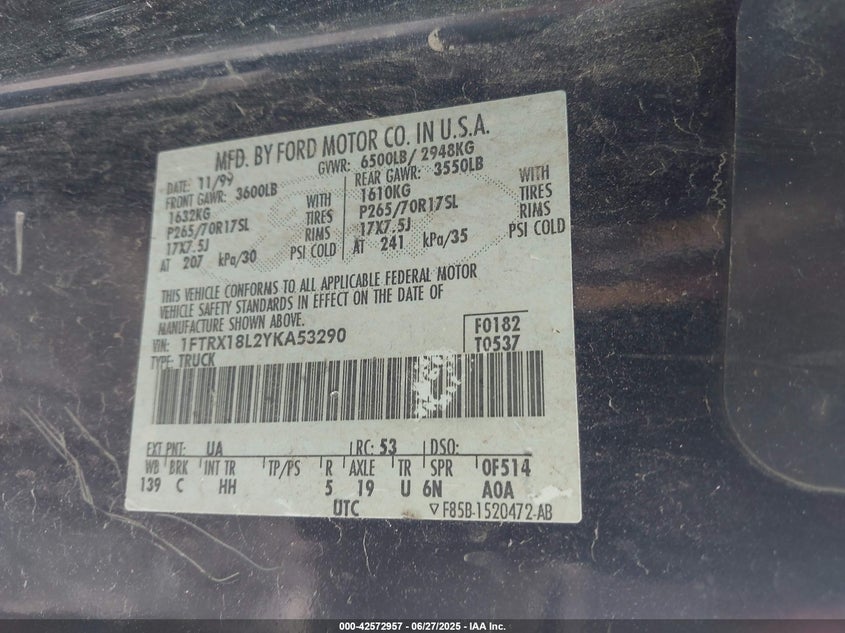 MFD. BY FORD MOTOR CO. IN U.S.A.
DATE: 11/99 GVWR: 6500LB/ 2948KG
FRONT GAWR: 3600LB REAR GAWR: 3550LB
1632KG WITH 1610KG WITH
P265/70R17SL TIRES P265/70R17SL TIRES
17X7.5J RIMS 17X7.5J RIMS
AT 207 kPa/30 PSI COLD AT 241 kPa/35 PSI COLD
THIS VEHICLE CONFORMS TO ALL APPLICABLE FEDERAL MOTOR
VEHICLE SAFETY STANDARDS IN EFFECT ON THE DATE OF
MANUFACTURE SHOWN ABOVE.
VIN: 1FTRX18L2YKA53290 F0182
TYPE: TRUCK T0537
EXT PNT: UA RC: 53 DSO:
WB BRK INT TR TP/PS R AXLE TR SPR 0F514
139 C HH 5 19 U 6N A0A
UTC ▽ F85B-1520472-AB
000-42572957 - 06/27/2025 - IAA Inc.